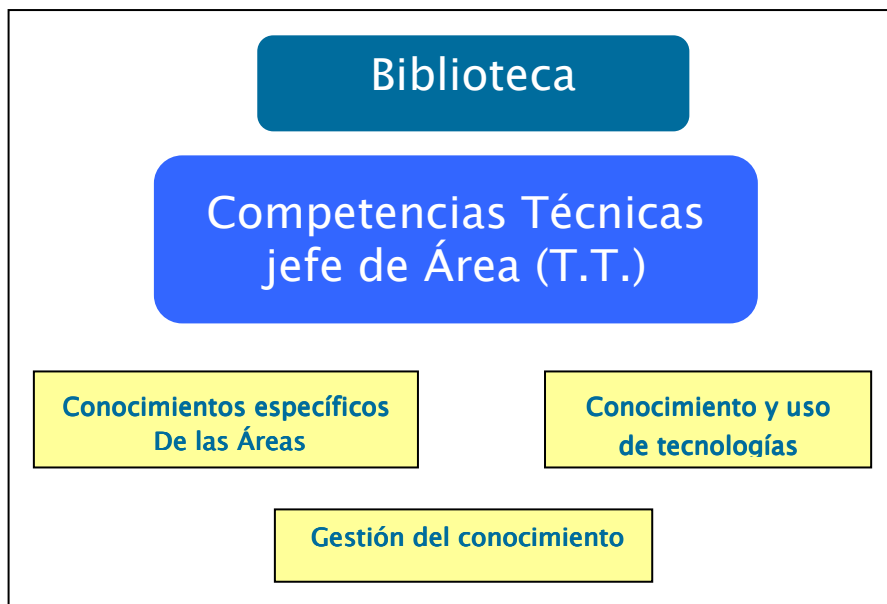 Biblioteca
Competencias Técnicas
jefe de Área (T.T.)
Conocimientos específicos
De las Áreas
Conocimiento y uso
de tecnologías
Gestión del conocimiento